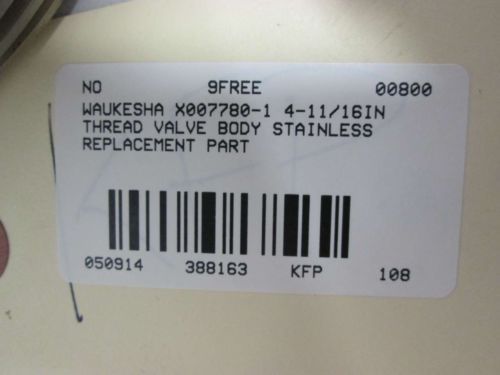 NO 9FREE 00800
WAUKESHA X007780-1 4-11/16IN
THREAD VALVE BODY STAINLESS
REPLACEMENT PART
050914 388163 KFP 108